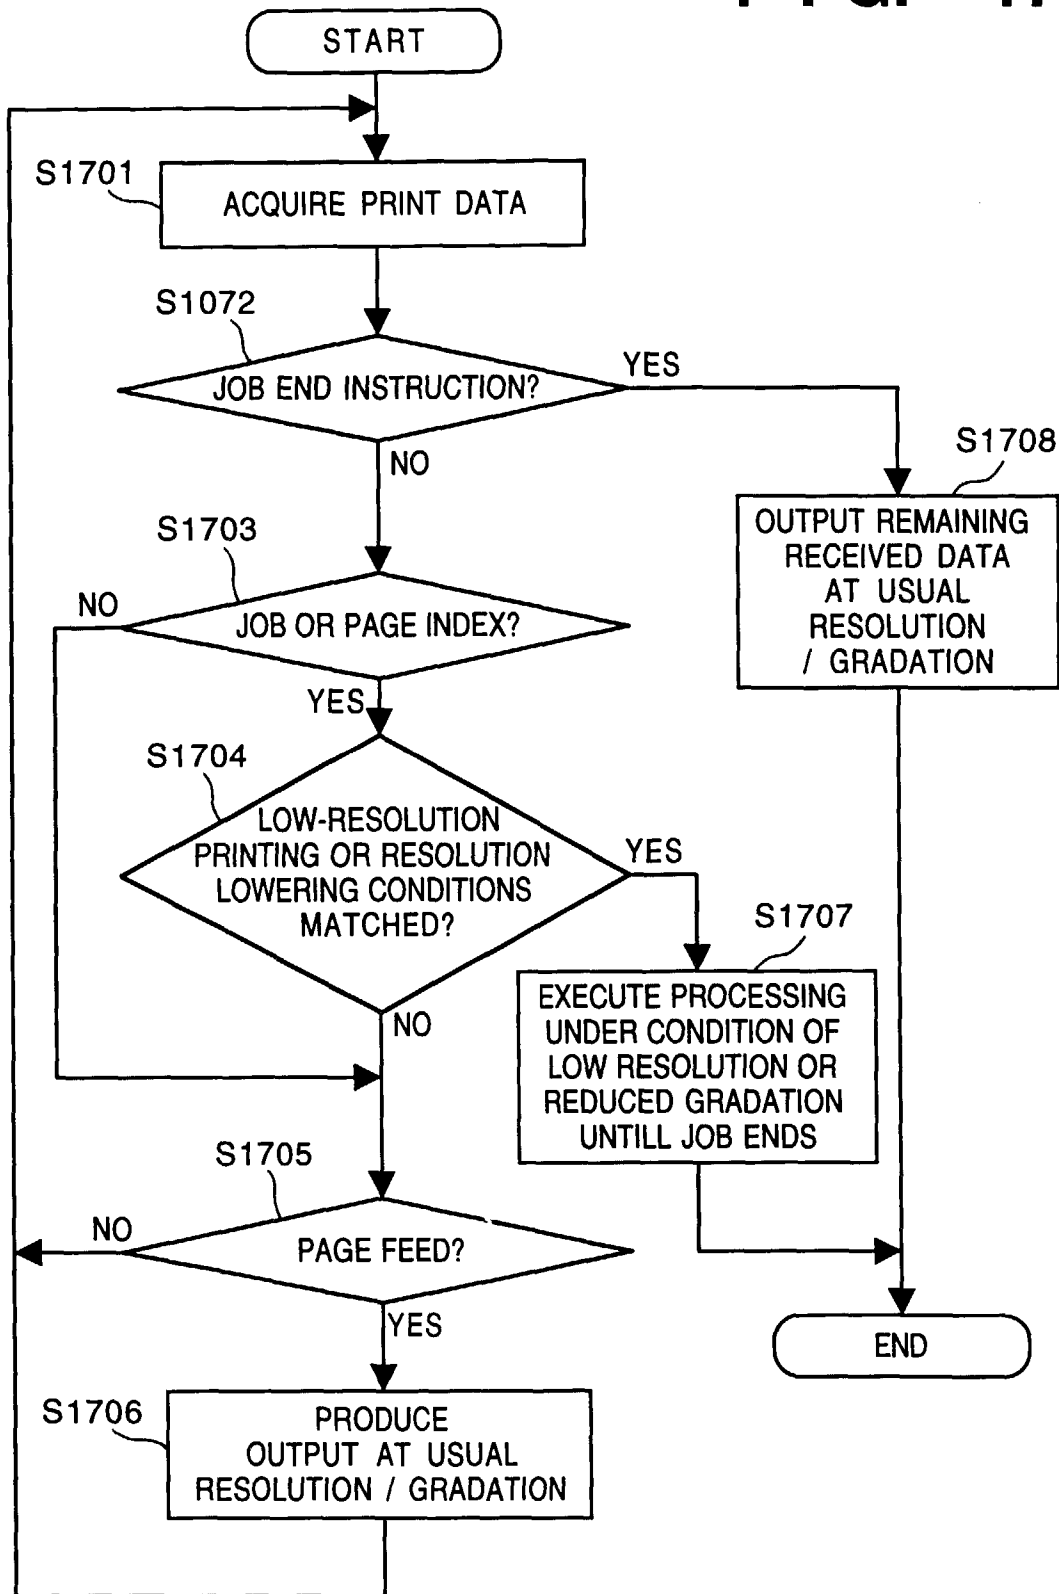 START
S1701
ACQUIRE PRINT DATA
S1072
JOB END INSTRUCTION?
YES
NO
S1708
OUTPUT REMAINING
RECEIVED DATA
AT USUAL
RESOLUTION
/ GRADATION
S1703
NO
JOB OR PAGE INDEX?
YES
S1704
LOW-RESOLUTION
PRINTING OR RESOLUTION
LOWERING CONDITIONS
MATCHED?
YES
NO
S1707
EXECUTE PROCESSING
UNDER CONDITION OF
LOW RESOLUTION OR
REDUCED GRADATION
UNTILL JOB ENDS
S1705
NO
PAGE FEED?
YES
END
S1706
PRODUCE
OUTPUT AT USUAL
RESOLUTION / GRADATION